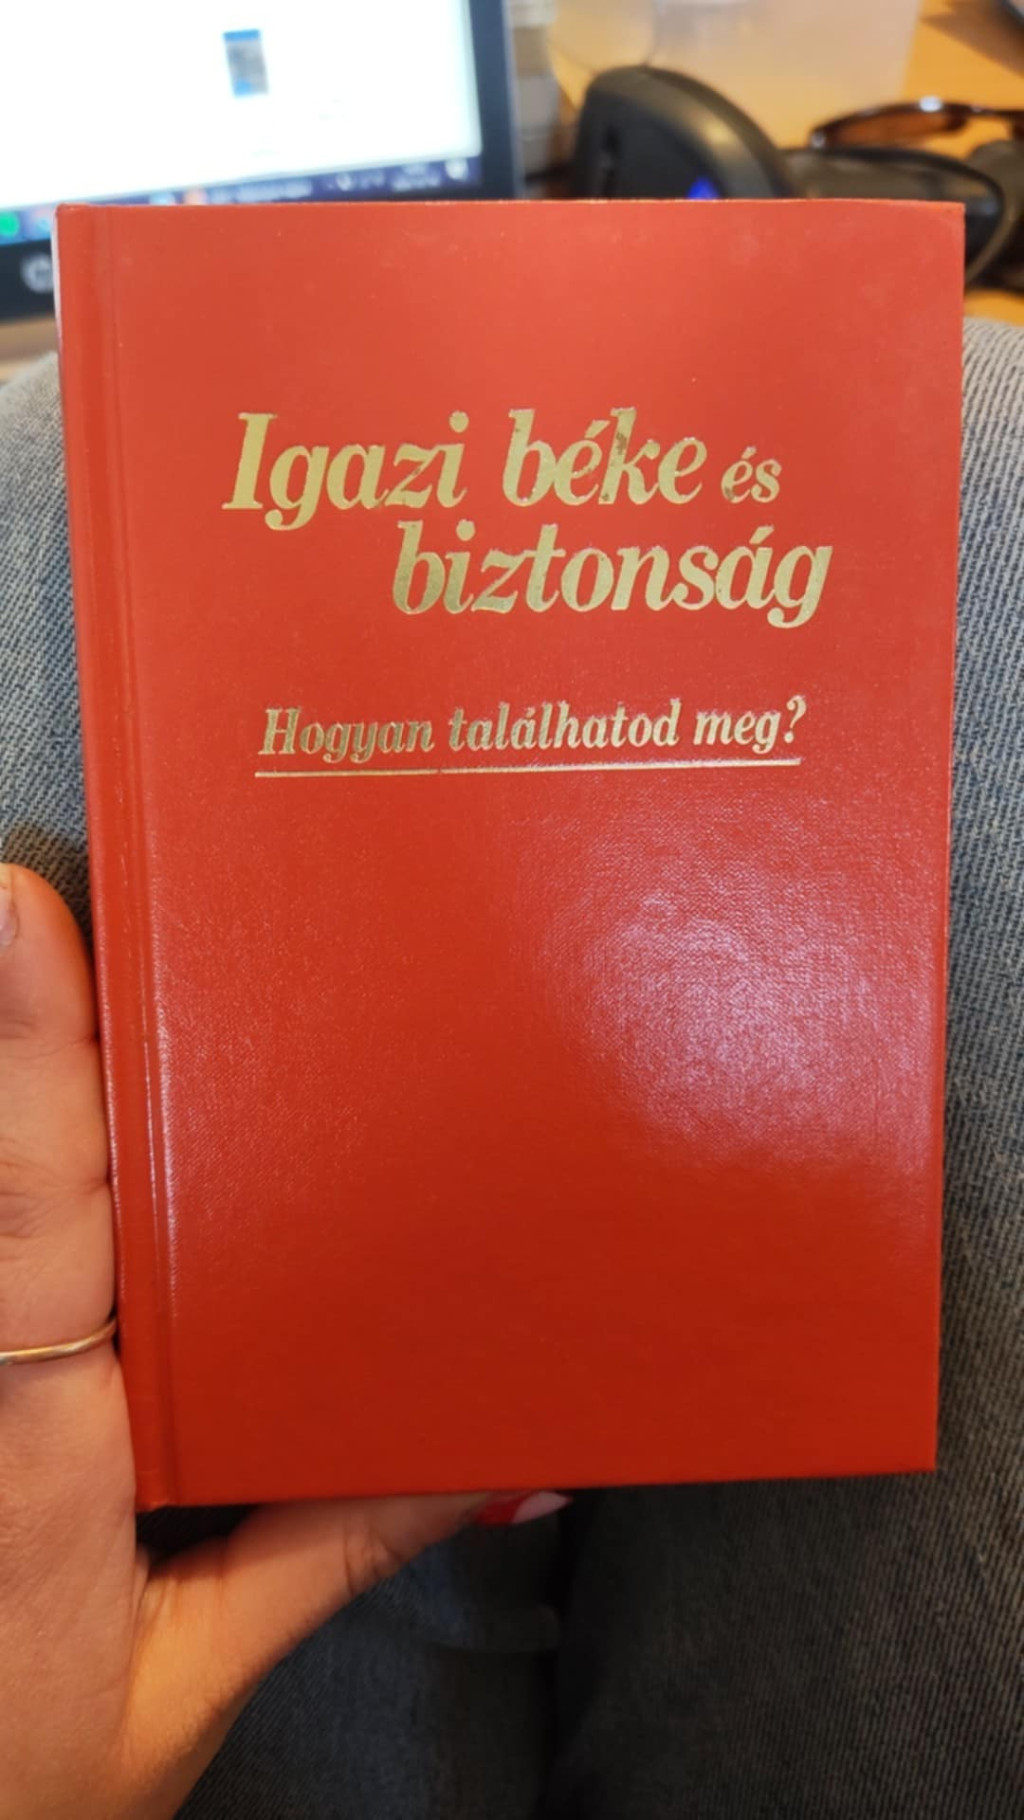 Igazi béke és
biztonság
Hogyan találhatod meg?